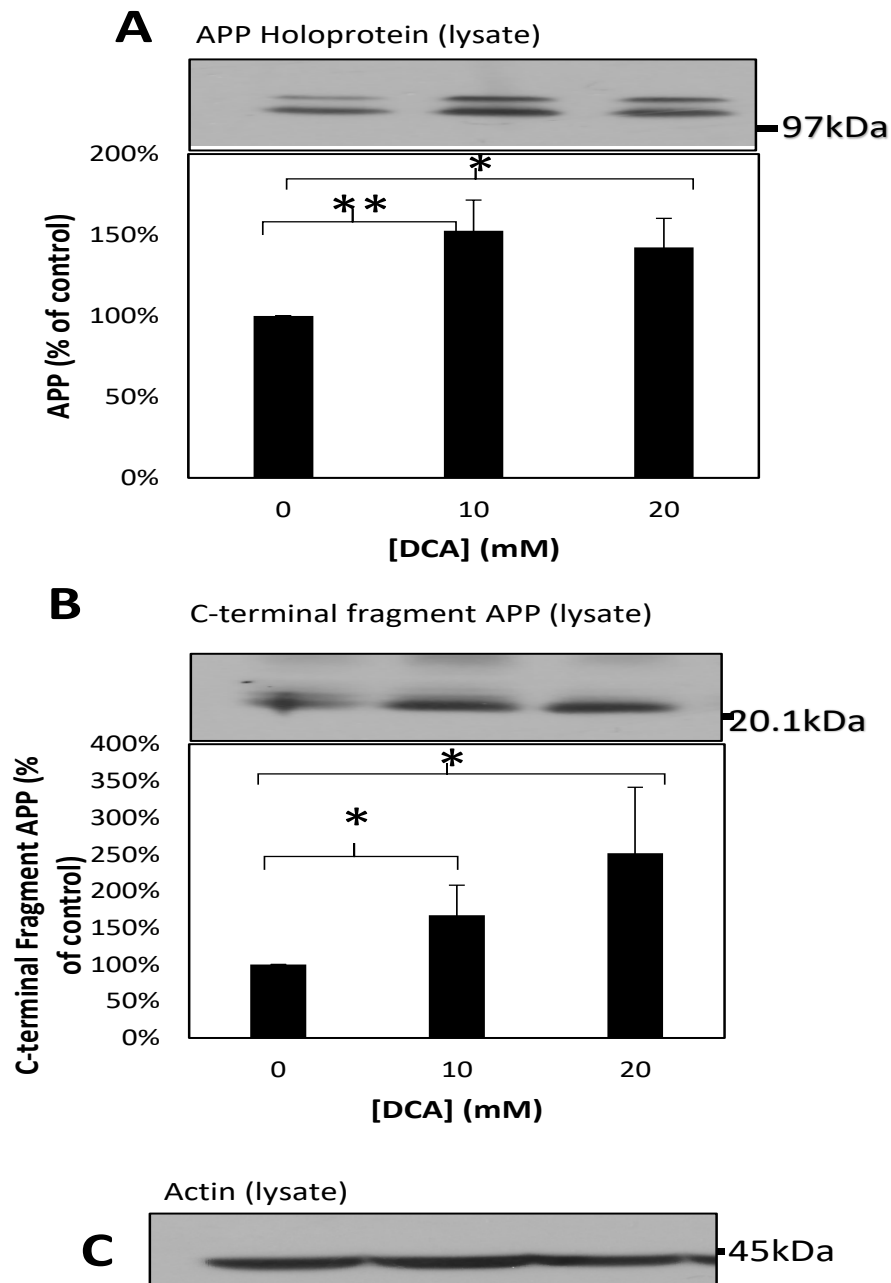 A
APP Holoprotein (lysate)
97kDa
200%
150%
100%
50%
0%
APP (% of control)
*
**
0 10 20
[DCA] (mM)
B
C-terminal fragment APP (lysate)
20.1kDa
400%
350%
300%
250%
200%
150%
100%
50%
0%
C-terminal Fragment APP (%
of control)
*
*
0 10 20
[DCA] (mM)
Actin (lysate)
C
45kDa